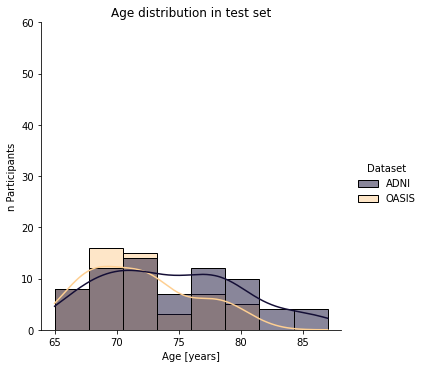 Age distribution in test set
n Participants
60
50
40
30
20
10
0
65 70 75 80 85
Age [years]
Dataset
ADNI
OASIS